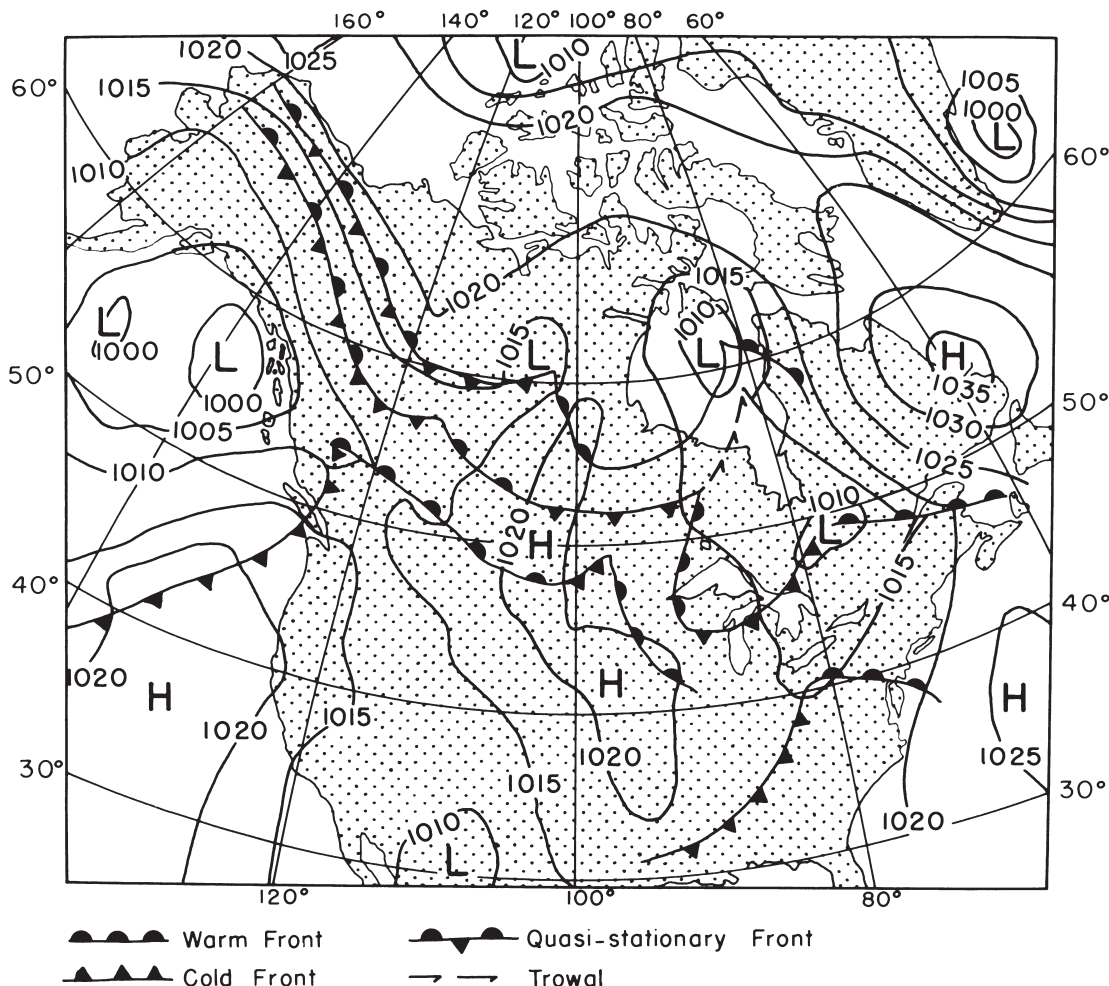 160° 140° 120° 100° 80° 60°
1020 1025 L 1010
1015 1005
60° 1000
1020 L
60°
1010
1015
1020
L 1010
1000 L 1015 L H
50° 1000 1035
1005 1030 50°
1010 1025
1010
1020 H L
40° 1015
40°
1020
H H H
1020 1015
1020 1025
30° 1015
30°
1010 1020
L
120° 100° 80°
Warm Front Quasi-stationary Front
Cold Front Trowal